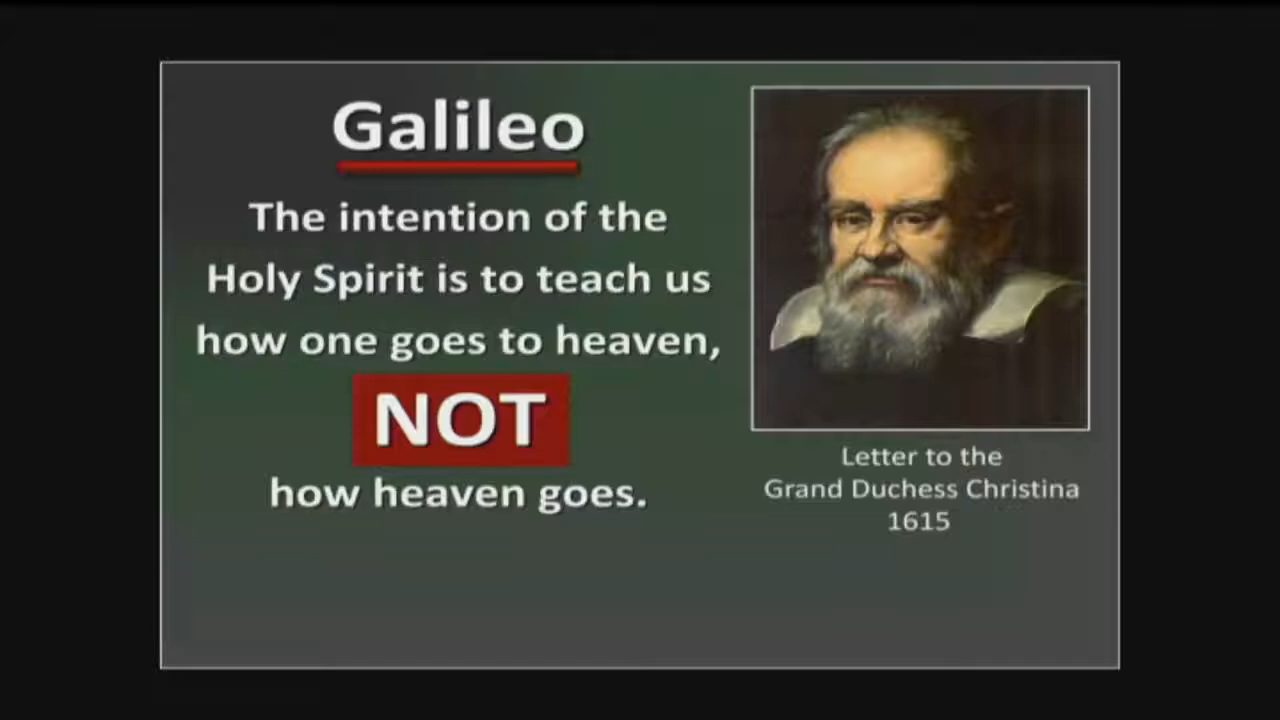 Galileo
The intention of the
Holy Spirit is to teach us
how one goes to heaven,
NOT
how heaven goes.
Letter to the
Grand Duchess Christina
1615